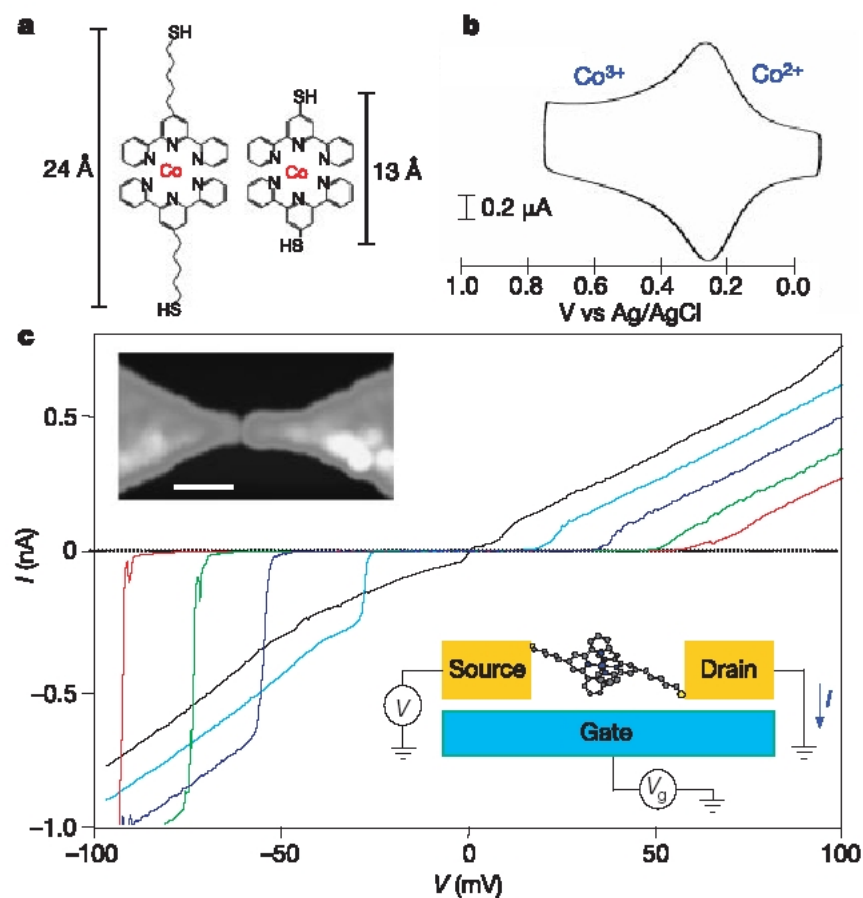 a
SH
N
N
N
Co
N
N
N
HS
24 Å
SH
N
N
N
Co
N
N
N
HS
13 Å
b
Co³⁺
Co²⁺
0.2 µA
1.0 0.8 0.6 0.4 0.2 0.0
V vs Ag/AgCl
c
0.5
0
−0.5
−1.0
I (nA)
Source
Drain
Gate
V
I
Vg
−100 −50 0 50 100
V (mV)